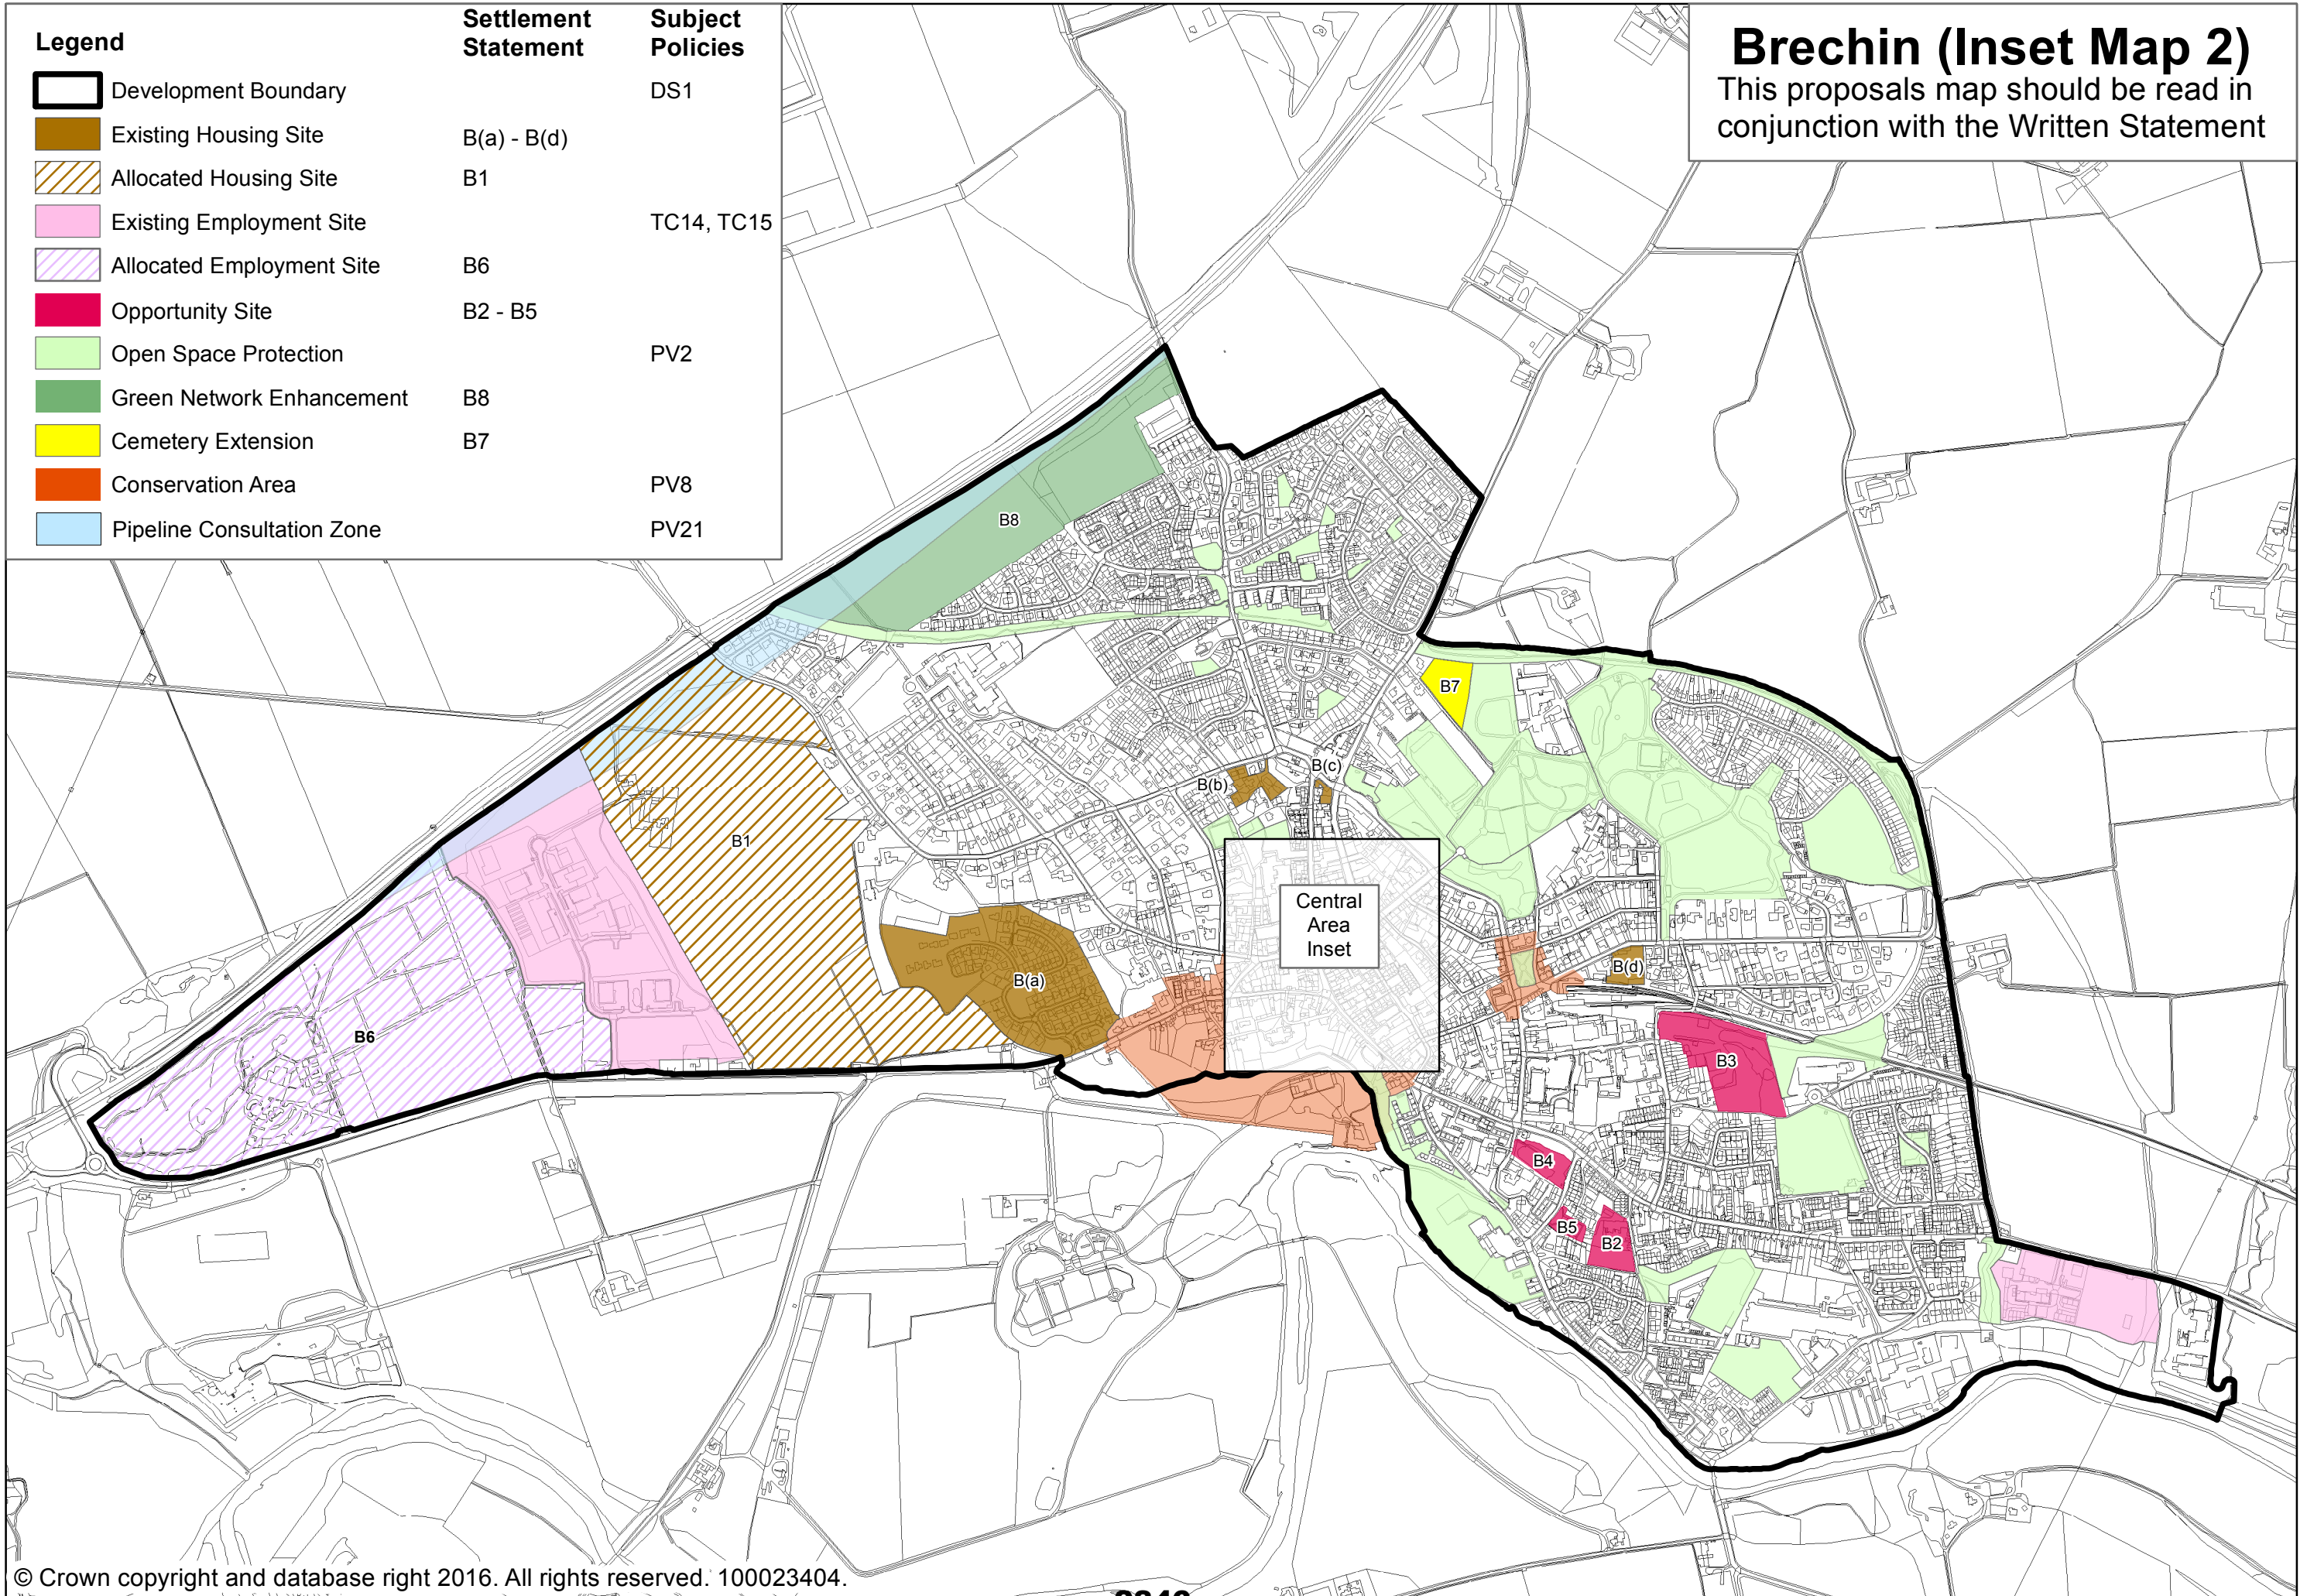 Legend
Settlement
Statement
Subject
Policies
Development Boundary DS1
Existing Housing Site B(a) - B(d)
Allocated Housing Site B1
Existing Employment Site TC14, TC15
Allocated Employment Site B6
Opportunity Site B2 - B5
Open Space Protection PV2
Green Network Enhancement B8
Cemetery Extension B7
Conservation Area PV8
Pipeline Consultation Zone PV21
Brechin (Inset Map 2)
This proposals map should be read in
conjunction with the Written Statement
B8
B7
B(c)
B(b)
B1
Central
Area
Inset
B(d)
B(a)
B6
B3
B4
B5
B2
© Crown copyright and database right 2016. All rights reserved. 100023404.